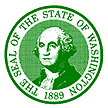 THE SEAL OF THE STATE OF WASHINGTON
1889